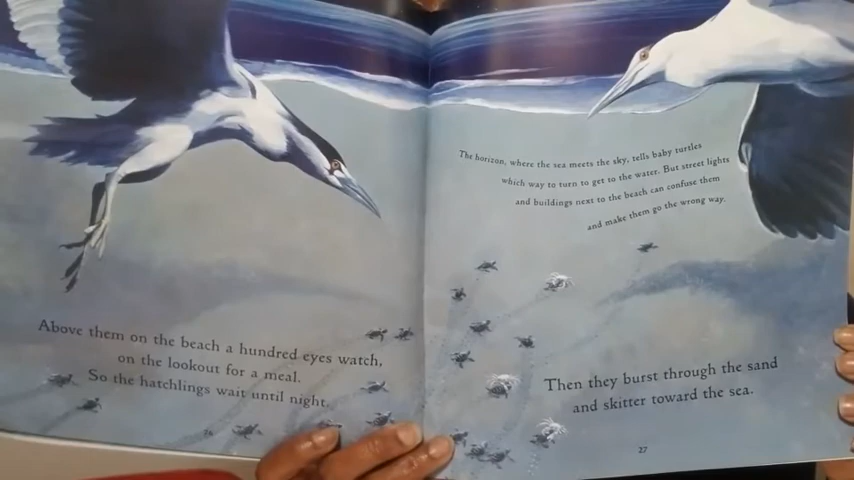 Above them on the beach a hundred eyes watch,
on the lookout for a meal.
So the hatchlings wait until night.
The horizon, where the sea meets the sky, tells baby turtles
which way to turn to get to the water. But street lights
and buildings next to the beach can confuse them
and make them go the wrong way.
Then they burst through the sand
and skitter toward the sea.
27